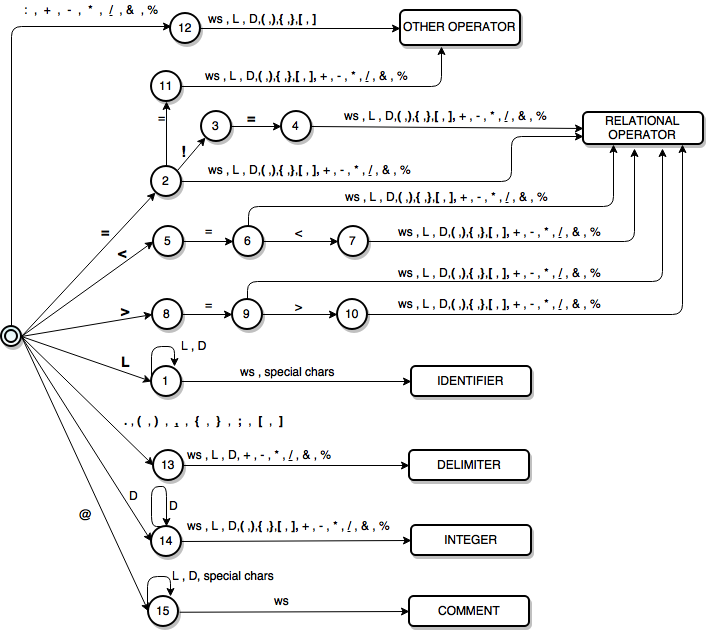 : , + , - , * , / , & , %
12
ws , L , D,( ,),{ ,},[ , ]
OTHER OPERATOR
11
ws , L , D,( ,),{ ,},[ , ], + , - , * , / , & , %
=
3
=
4
ws , L , D,( ,),{ ,},[ , ], + , - , * , / , & , %
RELATIONAL
OPERATOR
!
2
ws , L , D,( ,),{ ,},[ , ], + , - , * , / , & , %
ws , L , D,( ,),{ ,},[ , ], + , - , * , / , & , %
=
<
5
=
6
<
7
ws , L , D,( ,),{ ,},[ , ], + , - , * , / , & , %
ws , L , D,( ,),{ ,},[ , ], + , - , * , / , & , %
>
8
=
9
>
10
ws , L , D,( ,),{ ,},[ , ], + , - , * , / , & , %
L
L , D
1
ws , special chars
IDENTIFIER
. , ( , ) , , , { , } , ; , [ , ]
13
ws , L , D, + , - , * , / , & , %
DELIMITER
D
D
14
ws , L , D,( ,),{ ,},[ , ], + , - , * , / , & , %
INTEGER
@
L , D, special chars
15
ws
COMMENT